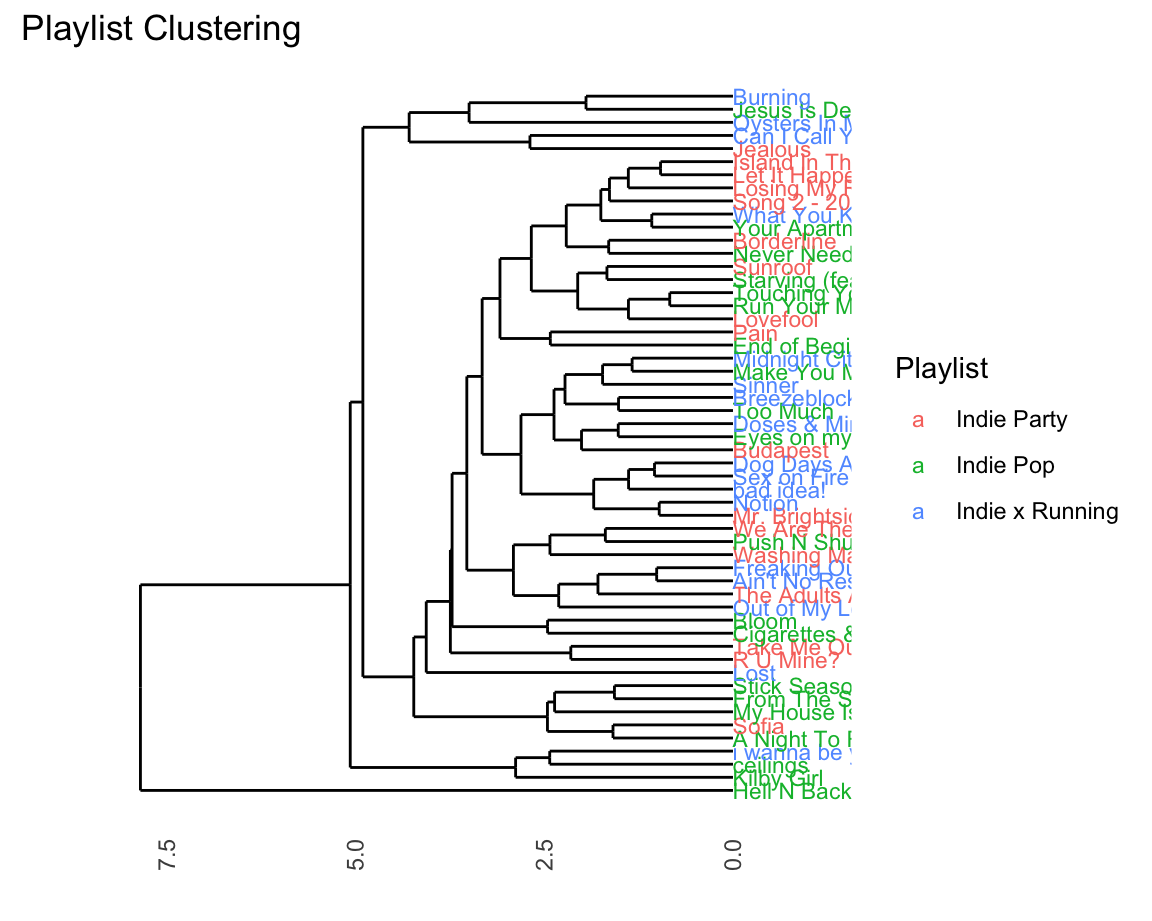 Playlist Clustering
Burning
Jesus Is De
Oysters In M
Can I Call Y
Jealous
Island In Th
Let It Happe
Losing My
Song 2 - 20
What You K
Your Apartm
Borderline
Never Need
Sunroof
Starving (fea
Touching Yo
Run Your M
Lovefool
Pain
End of Begi
Midnight Cit
Make You M
Sinner
Breezeblock
Too Much
Doses & Mi
Eyes on my
Budapest
Dog Days A
Sex on Fire
bad idea!
Notion
Mr. Brightsid
We Are The
Push N Shu
Washing Ma
Freaking Ou
Ain't No Res
The Adults A
Out of My L
Bloom
Cigarettes &
Take Me Ou
R U Mine?
Lost
Stick Seaso
From The S
My House Is
Sofia
A Night To
i wanna be y
ceilings
Kilby Girl
Hell N Back
7.5
5.0
2.5
0.0
Playlist
a Indie Party
a Indie Pop
a Indie x Running